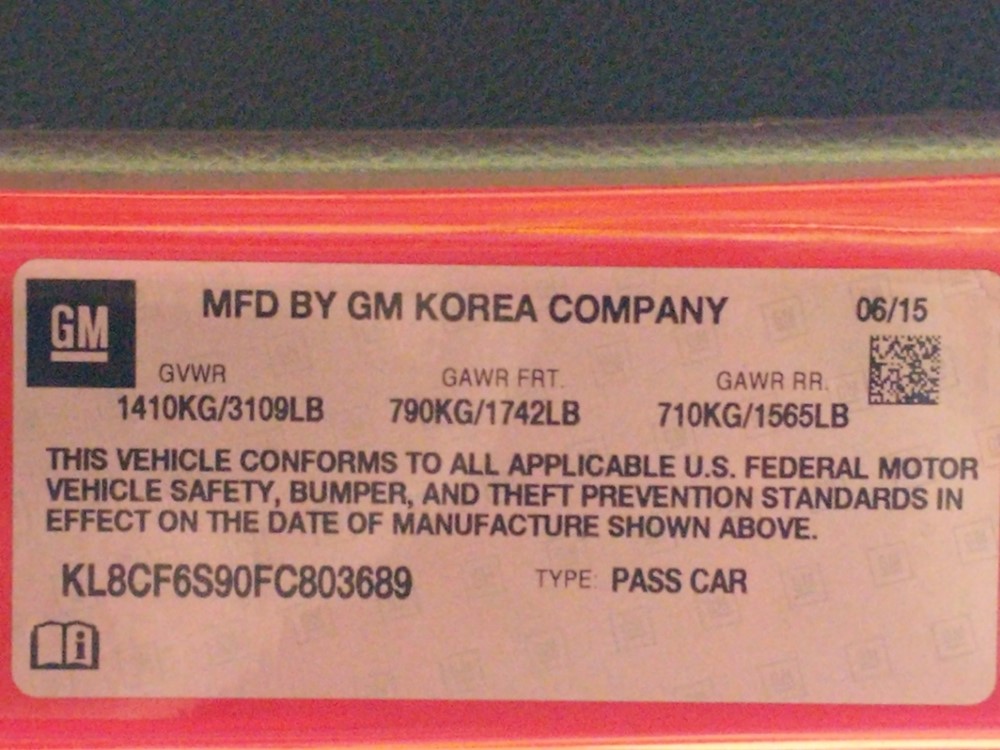 GM
MFD BY GM KOREA COMPANY
06/15
GVWR GAWR FRT. GAWR RR.
1410KG/3109LB 790KG/1742LB 710KG/1565LB
THIS VEHICLE CONFORMS TO ALL APPLICABLE U.S. FEDERAL MOTOR
VEHICLE SAFETY, BUMPER, AND THEFT PREVENTION STANDARDS IN
EFFECT ON THE DATE OF MANUFACTURE SHOWN ABOVE.
KL8CF6S90FC803689 TYPE: PASS CAR
i